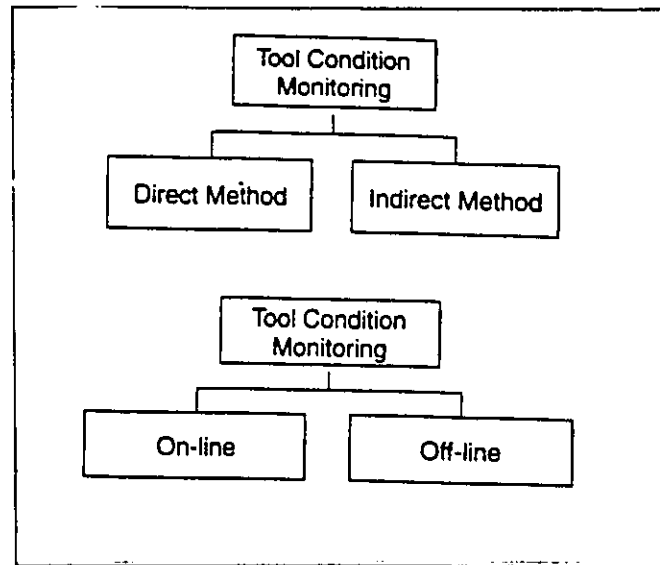 Tool Condition
Monitoring
Direct Method
Indirect Method
Tool Condition
Monitoring
On-line
Off-line